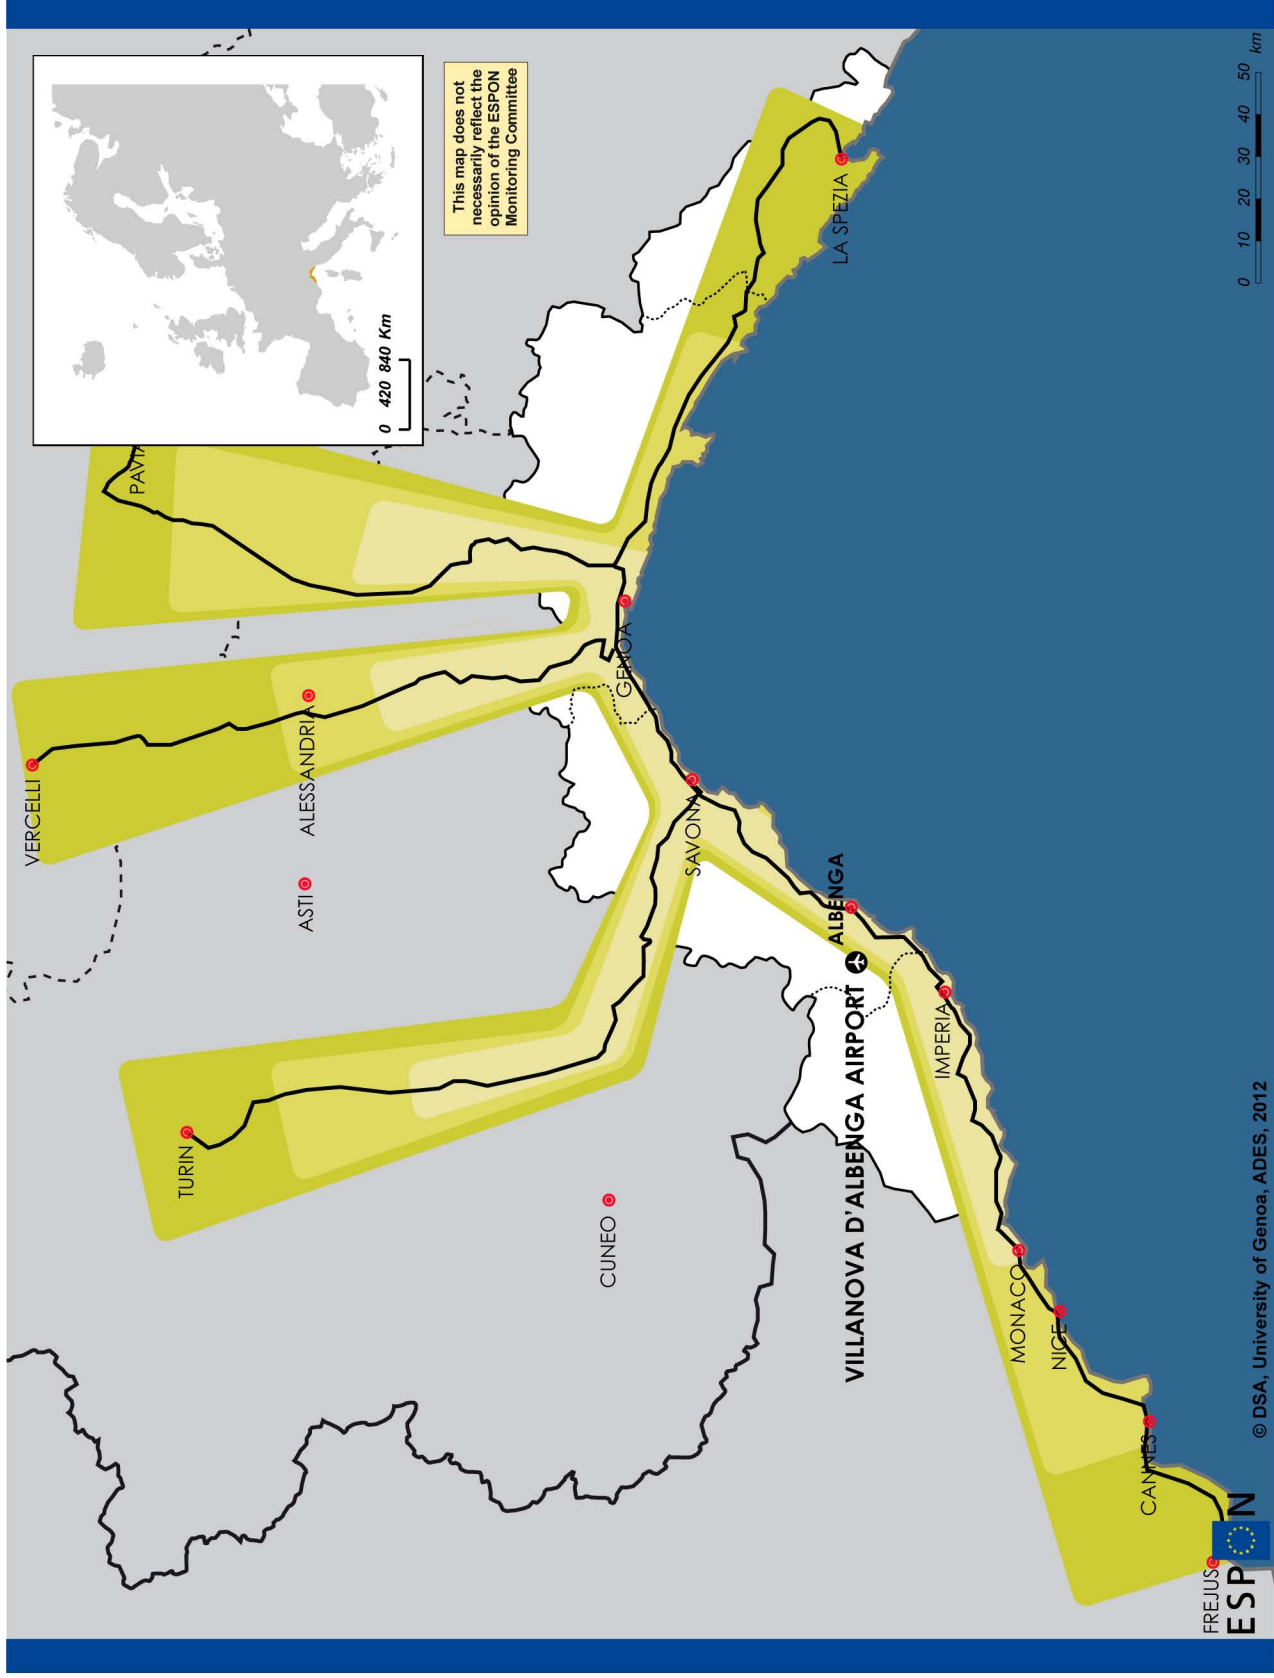 This map does not
necessarily reflect the
opinion of the ESPON
Monitoring Committee
0 420 840 Km
PAVIA
VERCELLI
ALESSANDRIA
ASTI
TURIN
CUNEO
GENOA
SAVONA
LA SPEZIA
ALBENGA
VILLANOVA D'ALBENGA AIRPORT
IMPERIA
MONACO
NICE
CANNES
FREJUS
ESP N
© DSA, University of Genoa, ADES, 2012
0 10 20 30 40 50
km